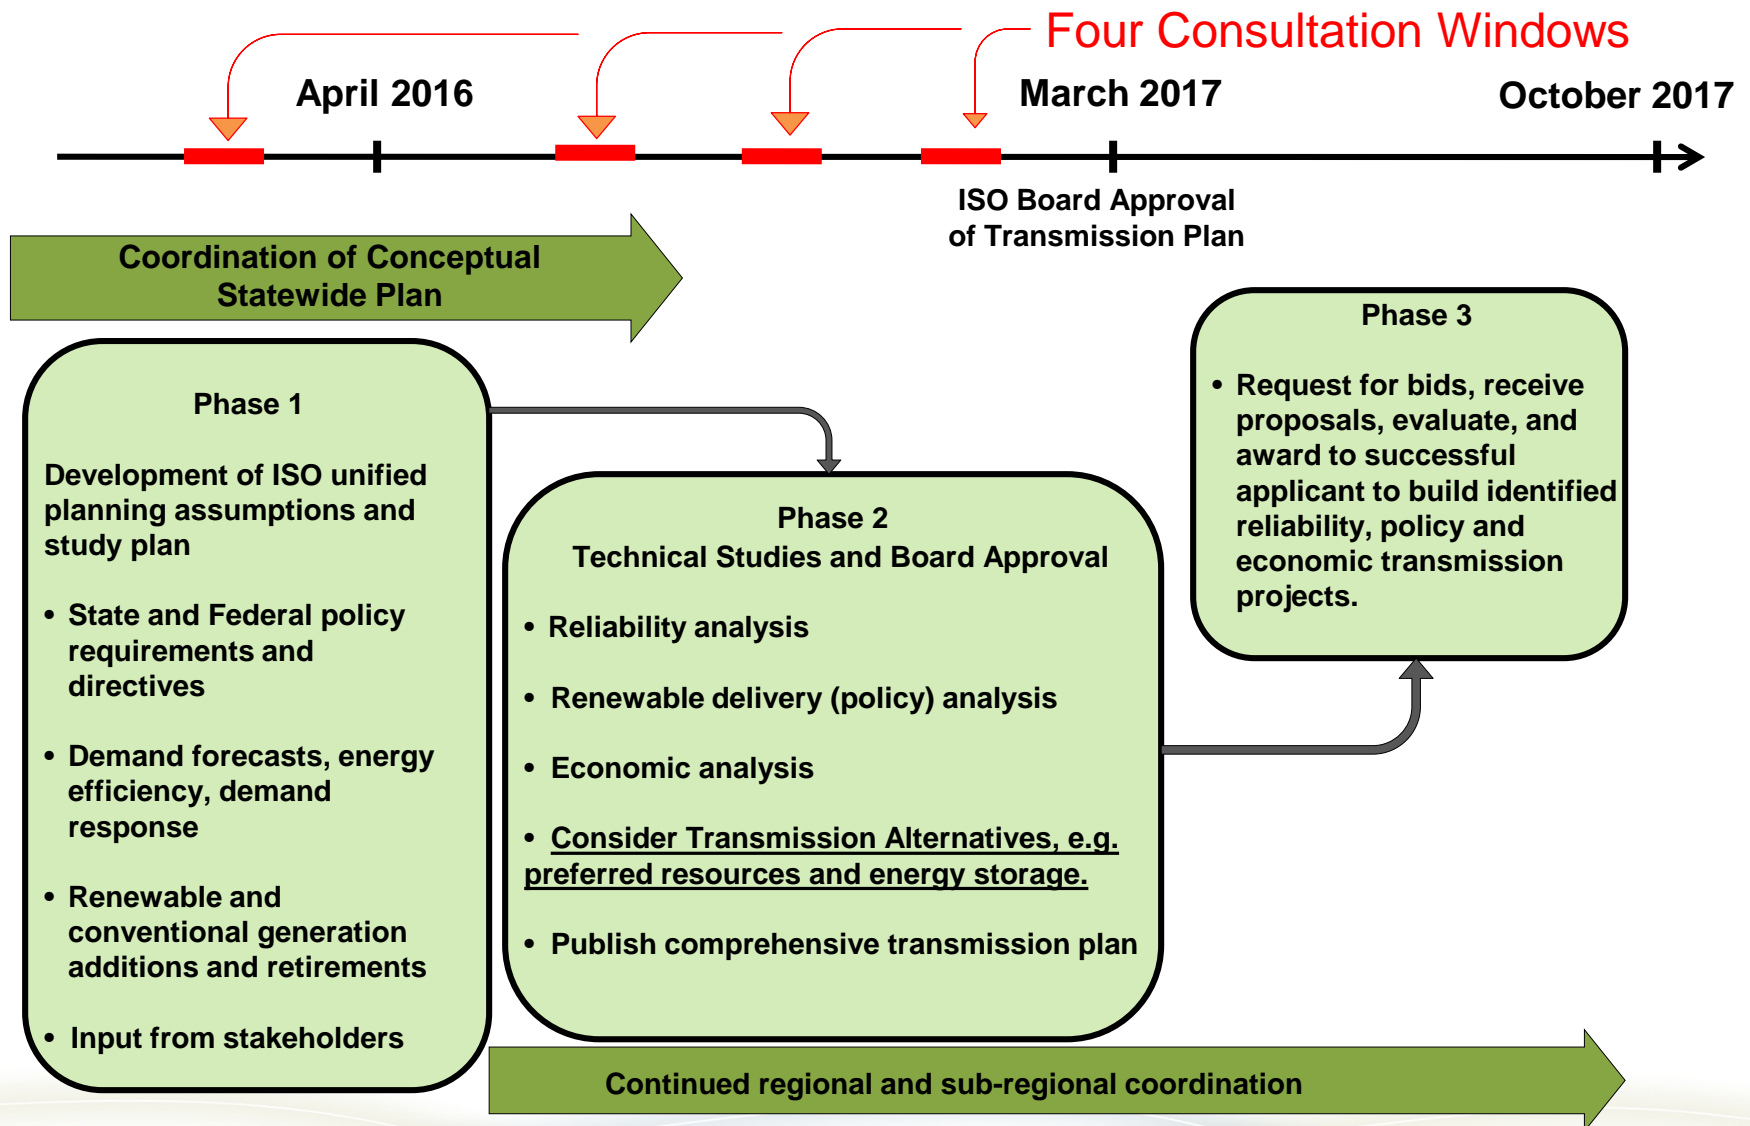 Four Consultation Windows
April 2016
March 2017
October 2017
ISO Board Approval
of Transmission Plan
Coordination of Conceptual
Statewide Plan
Phase 1
Development of ISO unified
planning assumptions and
study plan
• State and Federal policy
requirements and
directives
• Demand forecasts, energy
efficiency, demand
response
• Renewable and
conventional generation
additions and retirements
• Input from stakeholders
Phase 2
Technical Studies and Board Approval
• Reliability analysis
• Renewable delivery (policy) analysis
• Economic analysis
• Consider Transmission Alternatives, e.g.
preferred resources and energy storage.
• Publish comprehensive transmission plan
Phase 3
• Request for bids, receive
proposals, evaluate, and
award to successful
applicant to build identified
reliability, policy and
economic transmission
projects.
Continued regional and sub-regional coordination